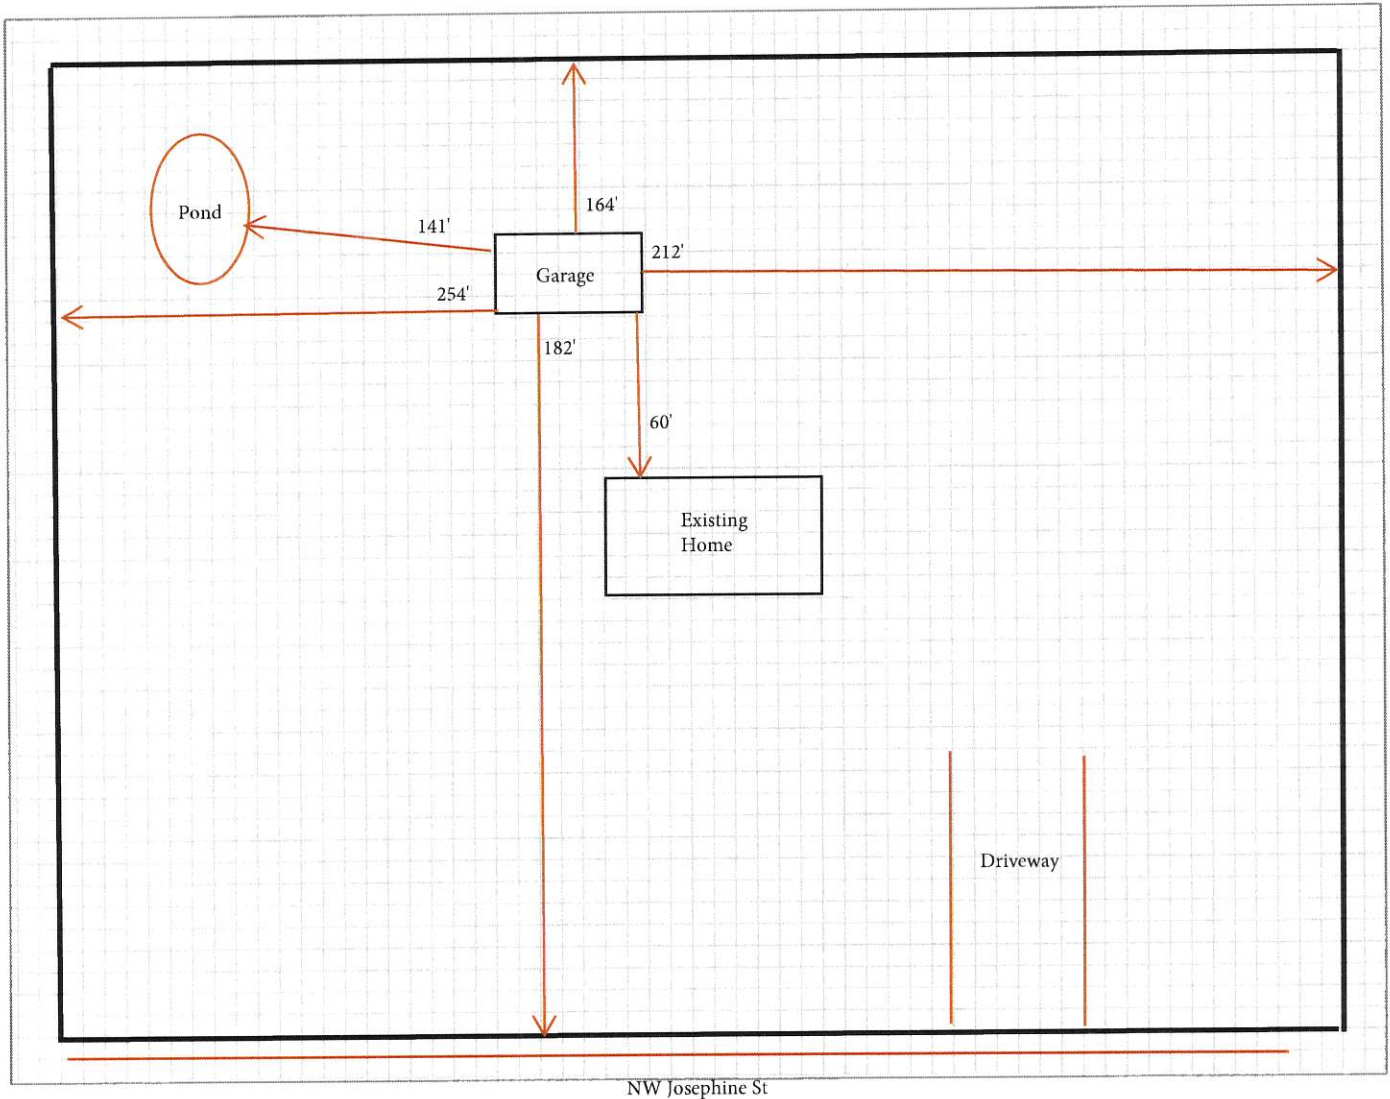 164'
Pond
141'
212'
Garage
254'
182'
60'
Existing
Home
Driveway
NW Josephine St